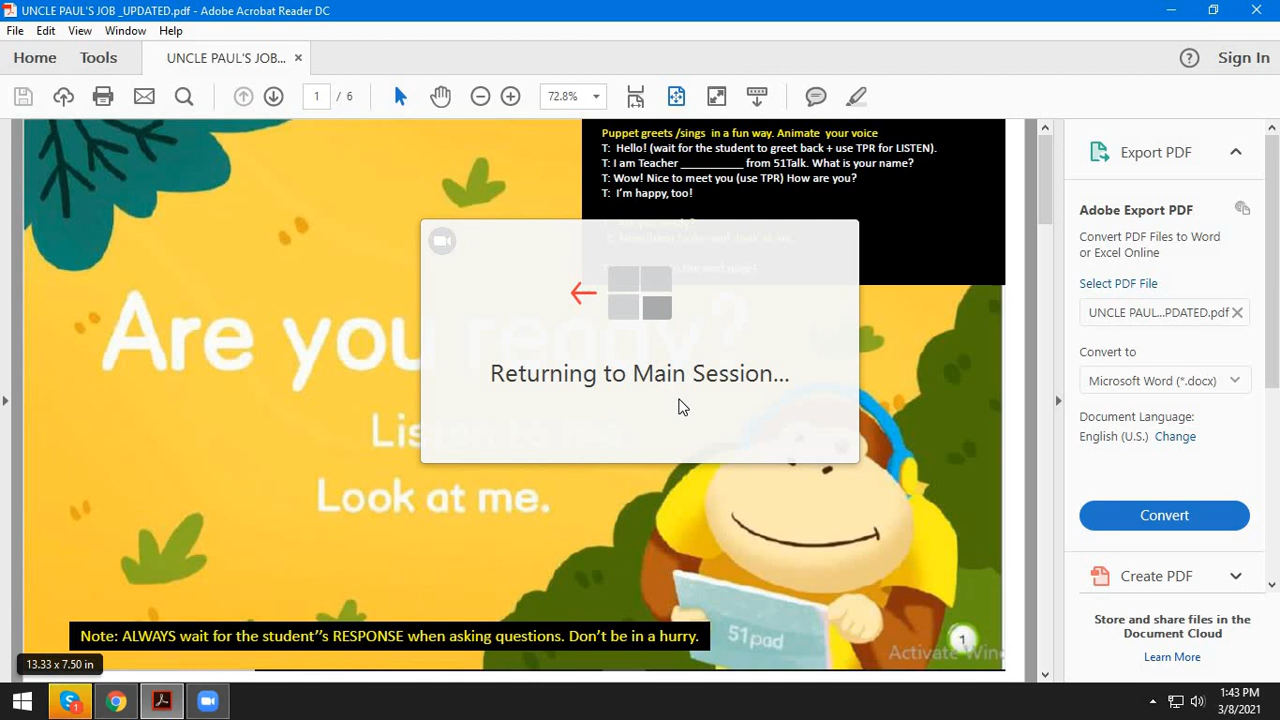 UNCLE PAUL'S JOB _UPDATED.pdf - Adobe Acrobat Reader DC
File Edit View Window Help
Home Tools UNCLE PAUL'S JOB... × Sign In
1 / 6 72.8%
Puppet greets /sings in a fun way. Animate your voice
T: Hello! (wait for the student to greet back + use TPR for LISTEN).
T: I am Teacher __________ from 51Talk. What is your name?
T: Wow! Nice to meet you (use TPR) How are you?
T: I'm happy, too!
Are you ready?
Returning to Main Session...
Listen to me.
Look at me.
51pad
Note: ALWAYS wait for the student"s RESPONSE when asking questions. Don't be in a hurry.
1
Activate Win
13.33 x 7.50 in
Export PDF
Adobe Export PDF
Convert PDF Files to Word
or Excel Online
Select PDF File
UNCLE PAUL...PDATED.pdf
Convert to
Microsoft Word (*.docx)
Document Language:
English (U.S.) Change
Convert
Create PDF
Store and share files in the
Document Cloud
Learn More
1:43 PM
3/8/2021